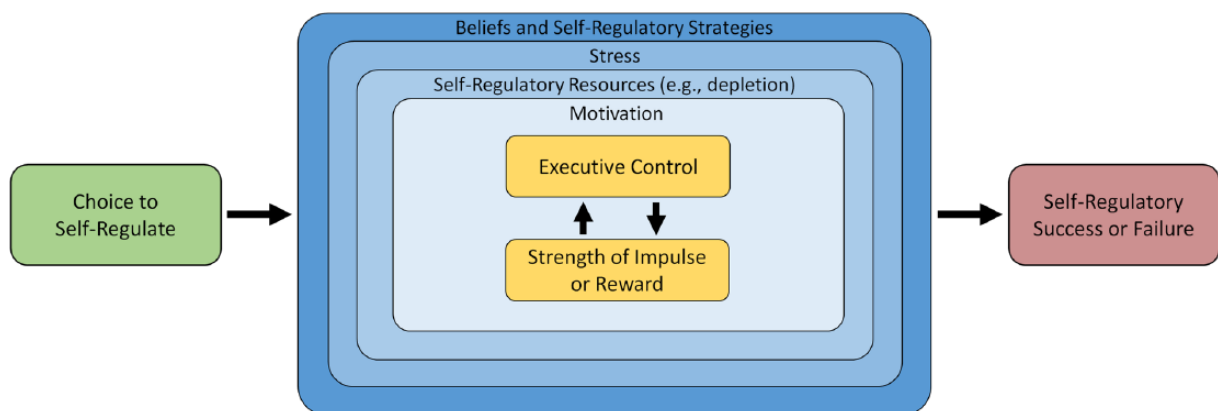 Beliefs and Self-Regulatory Strategies
Stress
Self-Regulatory Resources (e.g., depletion)
Motivation
Executive Control
Choice to
Self-Regulate
Strength of Impulse
or Reward
Self-Regulatory
Success or Failure